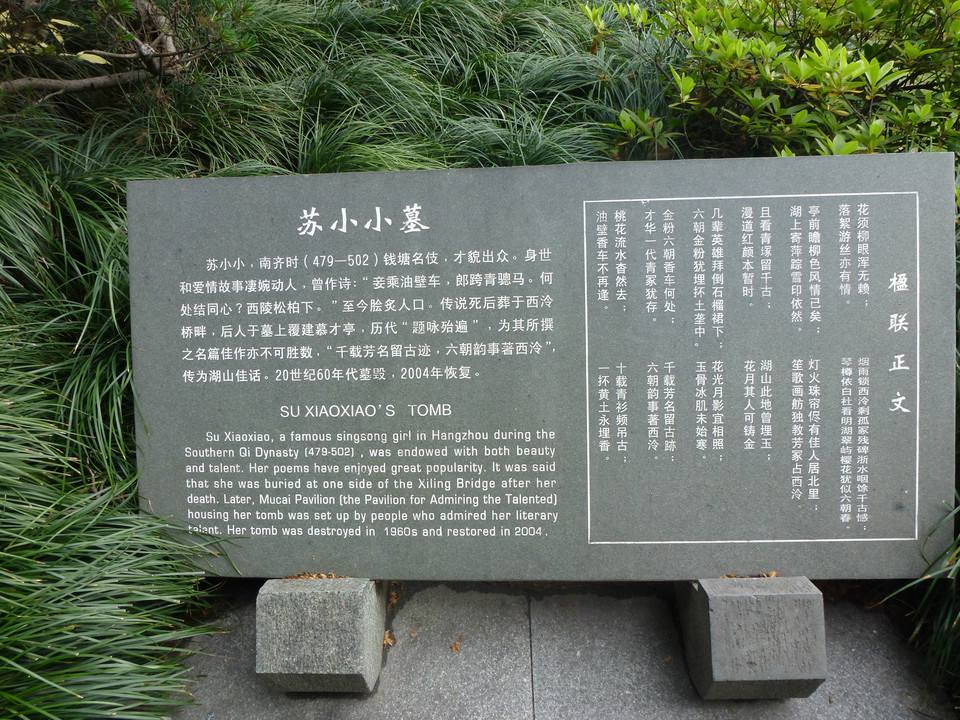 苏小小墓
苏小小，南齐时（479—502）钱塘名伎，才貌出众。身世
和爱情故事凄婉动人，曾作诗：“妾乘油壁车，郎跨青骢马。何
处结同心？西陵松柏下。”至今脍炙人口。传说死后葬于西泠
桥畔，后人于墓上覆建慕才亭，历代“题咏殆遍”，为其所撰
之名篇佳作亦不可胜数，“千载芳名留古迹，六朝韵事著西泠”，
传为湖山佳话。20世纪60年代墓毁，2004年恢复。
SU XIAOXIAO'S TOMB
Su Xiaoxiao, a famous singsong girl in Hangzhou during the
Southern Qi Dynasty (479-502) , was endowed with both beauty
and talent. Her poems have enjnyed great popularity. It was said
that she was buried at one side of the Xiling Bridge after her
death. Later, Mucai Pavilion (the Pavilion for Admiring the Talented)
housing her tomb was set up by people who admired her literary
talent. Her tomb was destroyed in 1960s and restored in 2004.
楹联正文
花须柳眼浑无赖；
落絮游丝亦有情。
亭前瞻柳色风情已矣；
湖上寄萍踪雪印依然。
且看青塚留千古；
漫道红颜本暂时。
几辈英雄拜倒石榴裙下；
六朝金粉犹埋抔土垄中。
金粉六朝香车何处；
才华一代青冢犹存。
桃花流水杳然去；
油壁香车不再逢。
烟雨锁西泠剩孤冢残碑浙水咽馀千古憾；
琴樽依白社看明湖翠屿樱花犹似六朝春。
灯火珠帘尽有佳人居北里；
笙歌画舫独教芳冢占西泠。
湖山此地曾埋玉；
花月其人可铸金
花光月影宜相照；
玉骨冰肌未始寒。
千载芳名留古跡；
六朝韵事著西泠。
十载青衫频吊古；
一抔黄土永埋香。